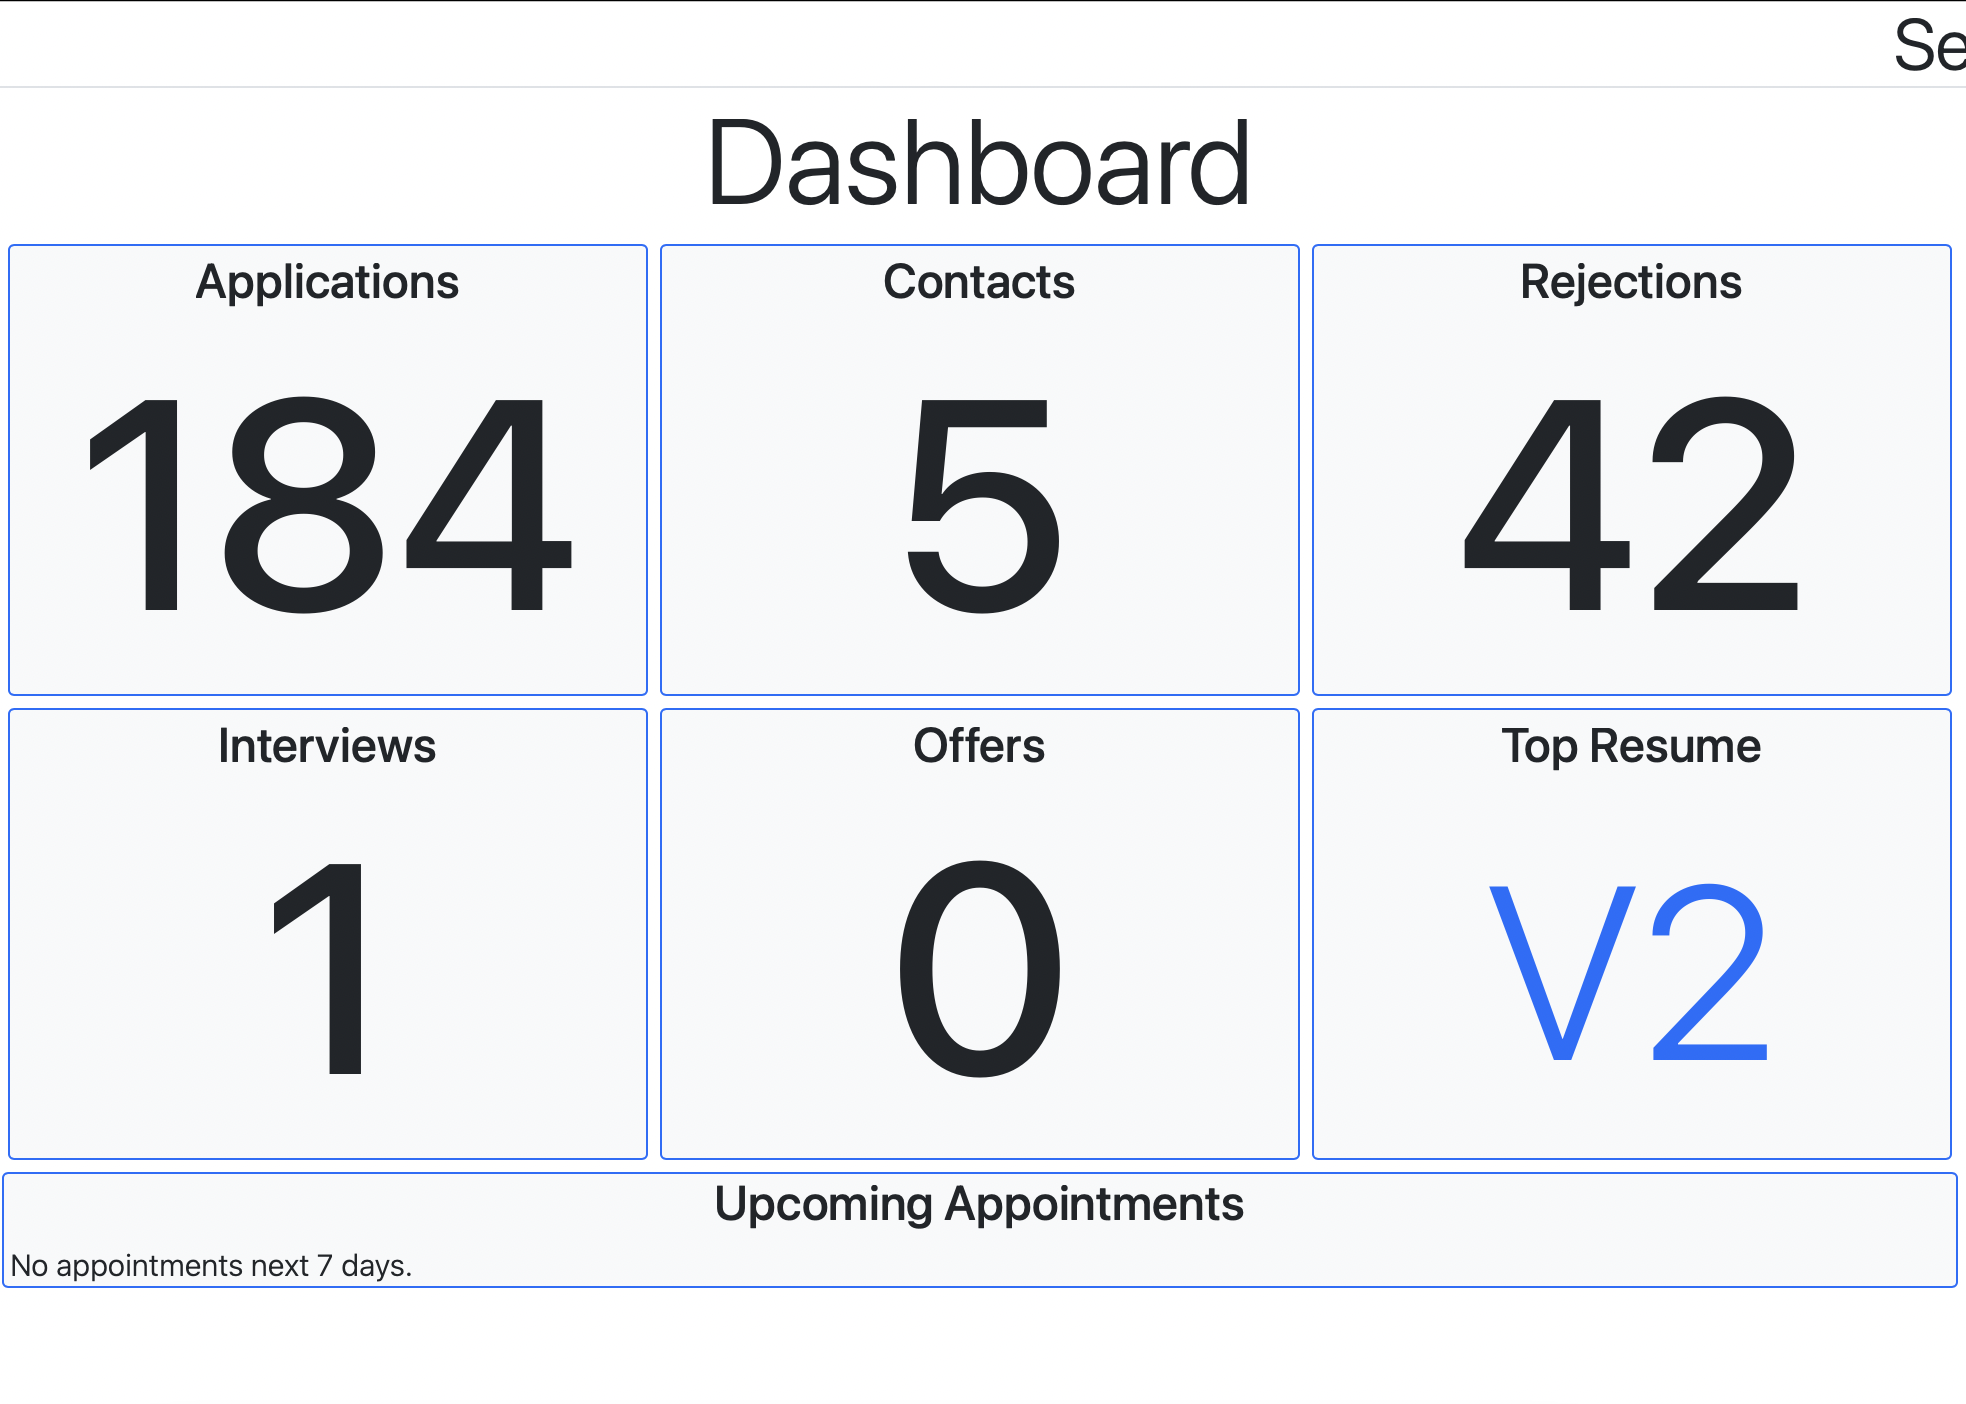 Dashboard
Applications
184
Contacts
5
Rejections
42
Interviews
1
Offers
0
Top Resume
V2
Upcoming Appointments
No appointments next 7 days.